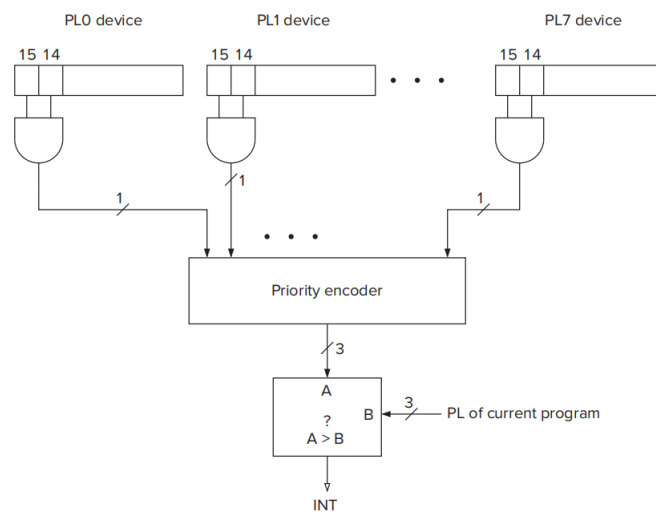 PL0 device PL1 device PL7 device
15 14 15 14 15 14
1 1 1
Priority encoder
3
A
B 3 PL of current program
?
A > B
INT